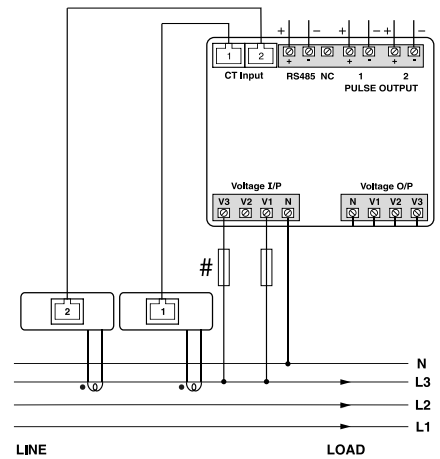 + – + – + –
1 2
+ - + - + -
CT Input RS485 NC 1 2
PULSE OUTPUT
Voltage I/P Voltage O/P
V3 V2 V1 N N V1 V2 V3
#
2 1
N
L3
L2
L1
LINE LOAD